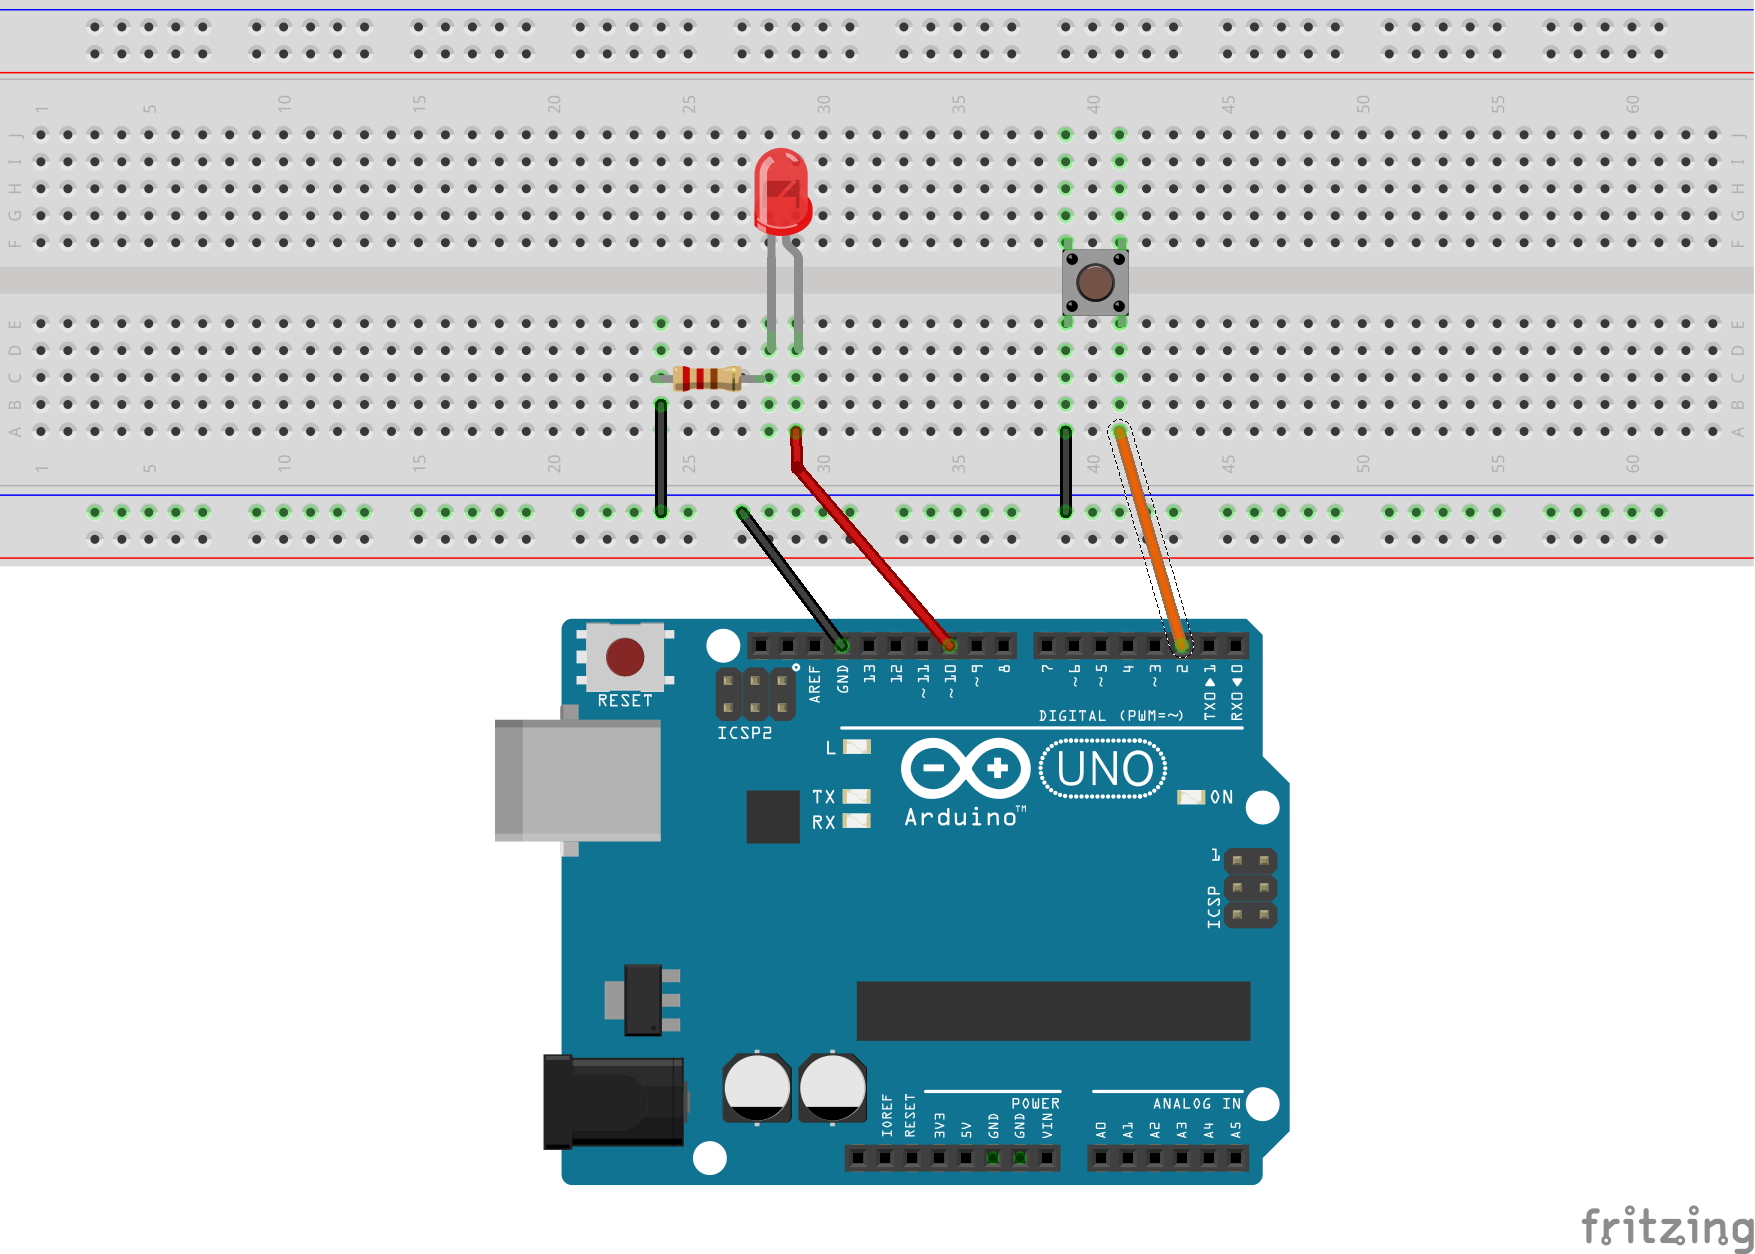 1 5 10 15 20 25 30 35 40 45 50 55 60
J J
I I
H H
G G
F F
E E
D D
C C
B B
A A
1 5 10 15 20 25 30 35 40 45 50 55 60
RESET
ICSP2
AREF GND 13 12 ~11 ~10 ~9 8 7 ~6 ~5 4 ~3 2 TX0▶1 RX0◀0
DIGITAL (PWM=~)
L
TX
RX
UNO
Arduino™
ON
1
ICSP
POWER
ANALOG IN
IOREF RESET 3V3 5V GND GND VIN A0 A1 A2 A3 A4 A5
fritzing